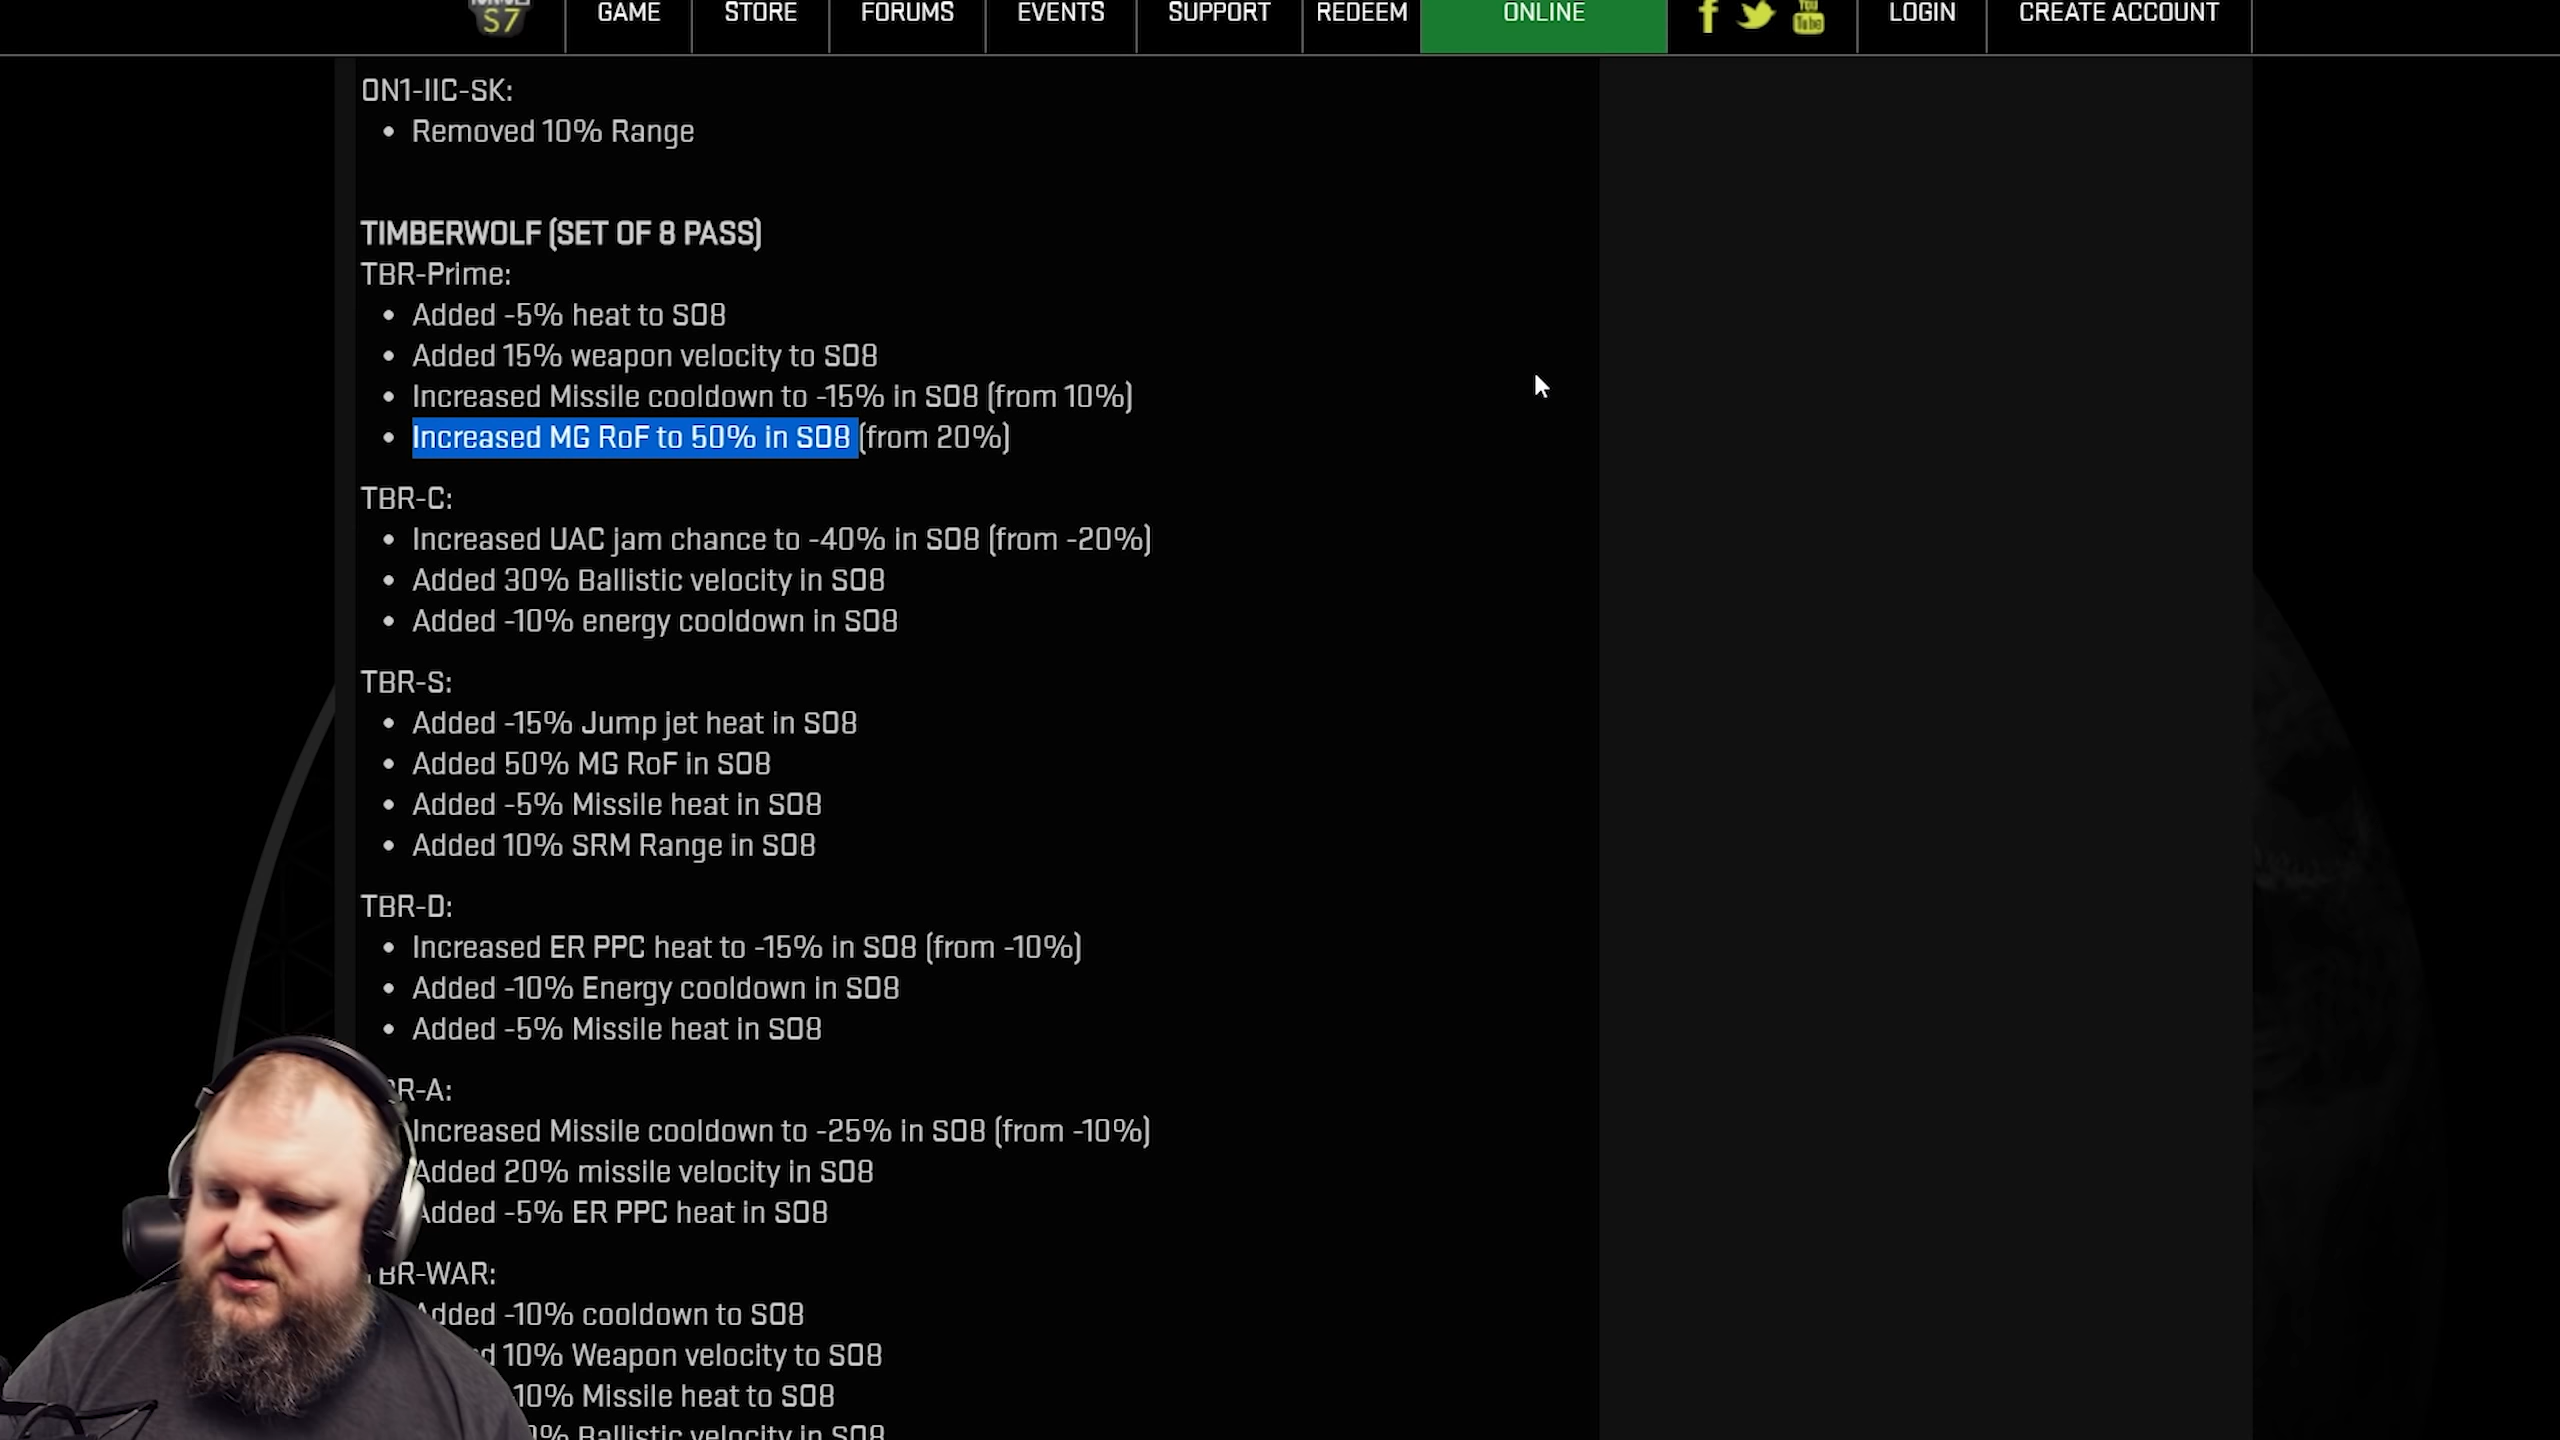 S7
GAME
STORE
FORUMS
EVENTS
SUPPORT
REDEEM
ONLINE
f
You
Tube
LOGIN
CREATE ACCOUNT
ON1-IIC-SK:
• Removed 10% Range
TIMBERWOLF (SET OF 8 PASS)
TBR-Prime:
• Added -5% heat to SO8
• Added 15% weapon velocity to SO8
• Increased Missile cooldown to -15% in SO8 (from 10%)
• Increased MG RoF to 50% in SO8 (from 20%)
TBR-C:
• Increased UAC jam chance to -40% in SO8 (from -20%)
• Added 30% Ballistic velocity in SO8
• Added -10% energy cooldown in SO8
TBR-S:
• Added -15% Jump jet heat in SO8
• Added 50% MG RoF in SO8
• Added -5% Missile heat in SO8
• Added 10% SRM Range in SO8
TBR-D:
• Increased ER PPC heat to -15% in SO8 (from -10%)
• Added -10% Energy cooldown in SO8
• Added -5% Missile heat in SO8
R-A:
Increased Missile cooldown to -25% in SO8 (from -10%)
Added 20% missile velocity in SO8
Added -5% ER PPC heat in SO8
BR-WAR:
Added -10% cooldown to SO8
d 10% Weapon velocity to SO8
10% Missile heat to SO8
% Ballistic velocity in SO8